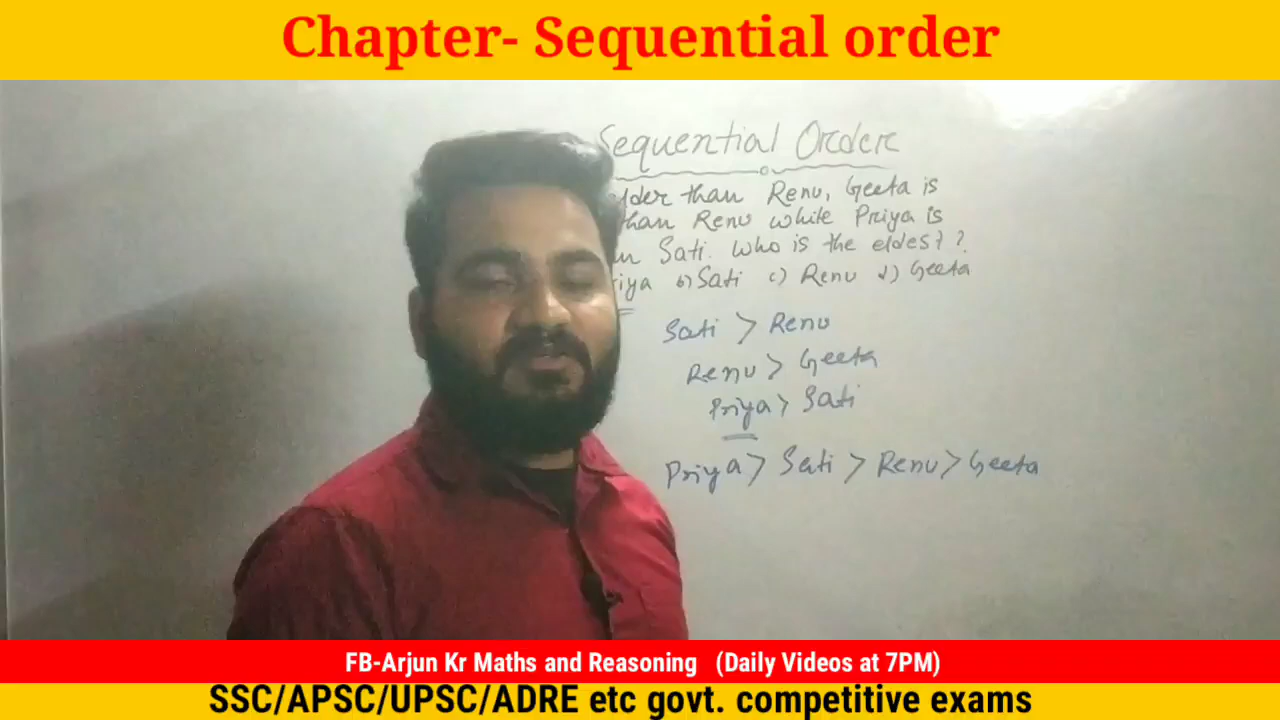 Chapter- Sequential order
Sequential Order
lder than Renu, Geeta is
than Renu while Priya is
Sati. Who is the eldest?
iya b) Sati c) Renu d) Geeta
Sati > Renu
Renu > Geeta
Priya > Sati
Priya > Sati > Renu > Geeta
FB-Arjun Kr Maths and Reasoning (Daily Videos at 7PM)
SSC/APSC/UPSC/ADRE etc govt. competitive exams